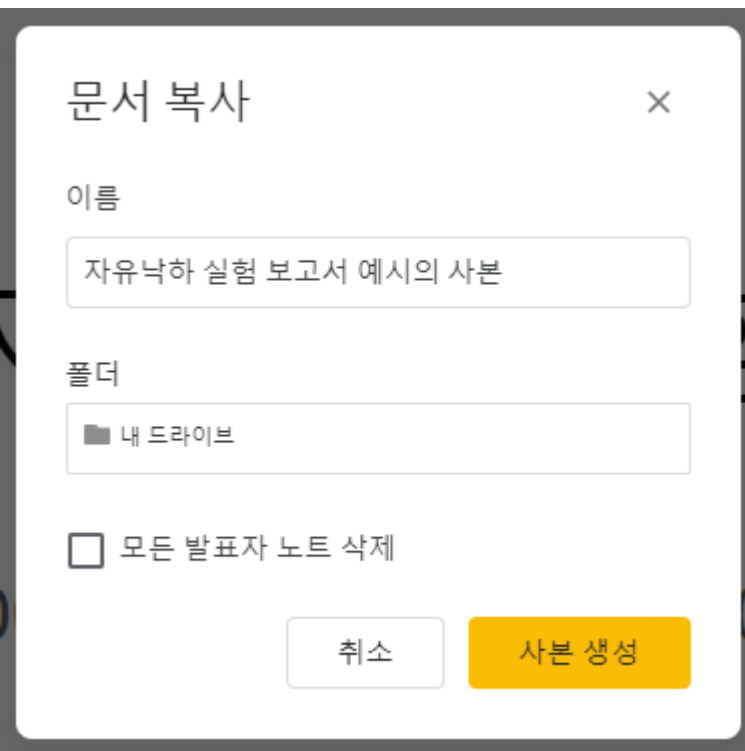 문서 복사
이름
자유낙하 실험 보고서 예시의 사본
폴더
내 드라이브
모든 발표자 노트 삭제
취소
사본 생성